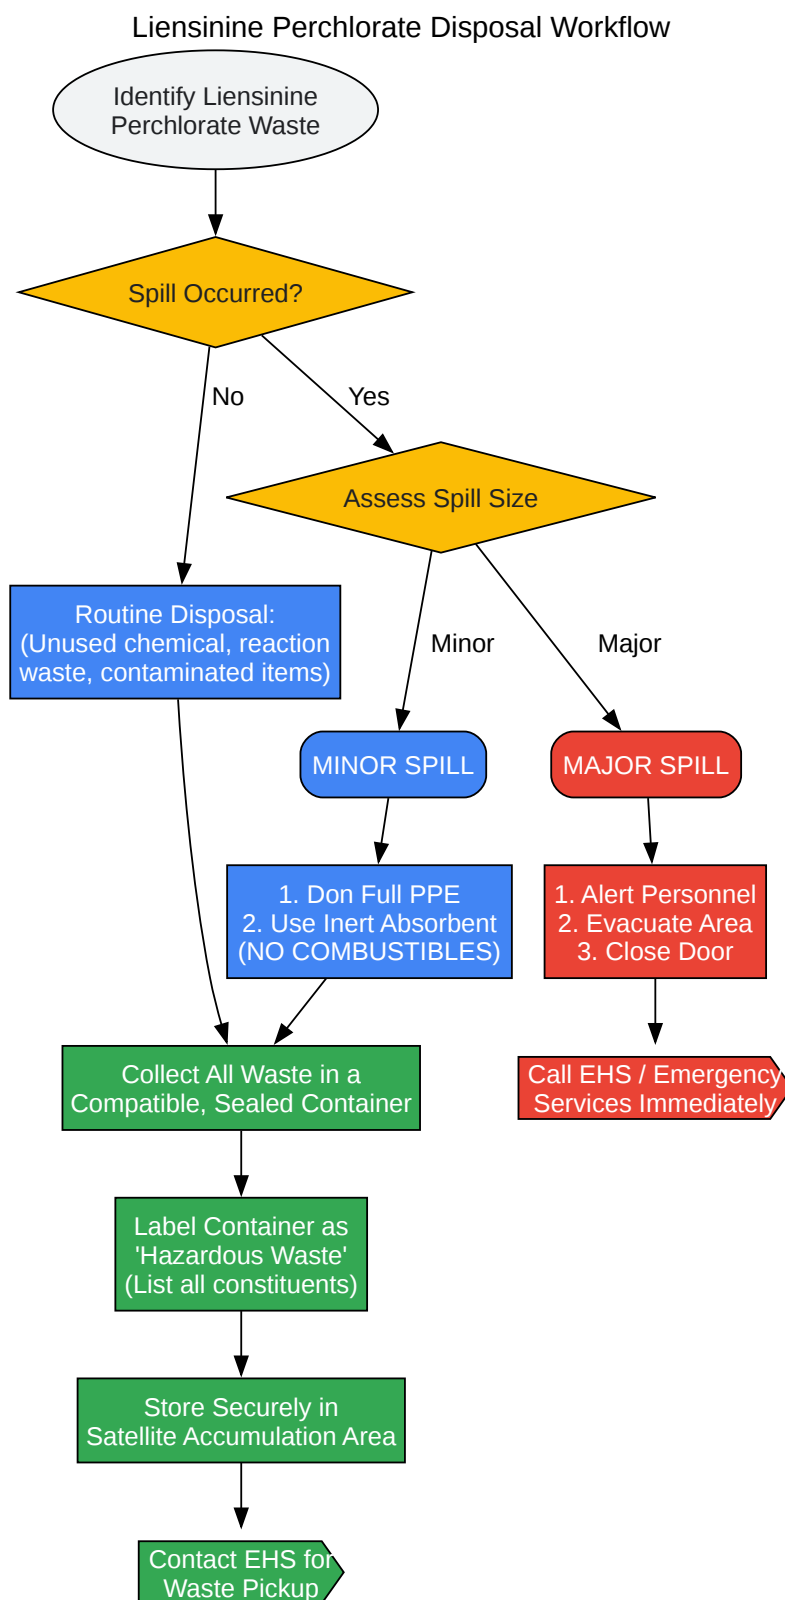 Liensinine Perchlorate Disposal Workflow
Identify Liensinine
Perchlorate Waste
Spill Occurred?
No
Yes
Assess Spill Size
Routine Disposal:
(Unused chemical, reaction
waste, contaminated items)
Minor
Major
MINOR SPILL
MAJOR SPILL
1. Don Full PPE
2. Use Inert Absorbent
(NO COMBUSTIBLES)
1. Alert Personnel
2. Evacuate Area
3. Close Door
Collect All Waste in a
Compatible, Sealed Container
Call EHS / Emergency
Services Immediately
Label Container as
'Hazardous Waste'
(List all constituents)
Store Securely in
Satellite Accumulation Area
Contact EHS for
Waste Pickup